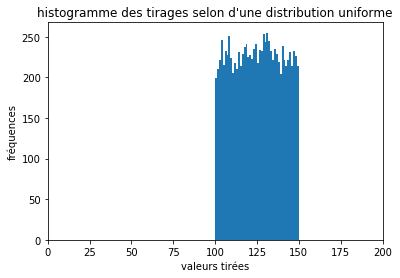 histogramme des tirages selon d'une distribution uniforme
fréquences
250
200
150
100
50
0
0 25 50 75 100 125 150 175 200
valeurs tirées